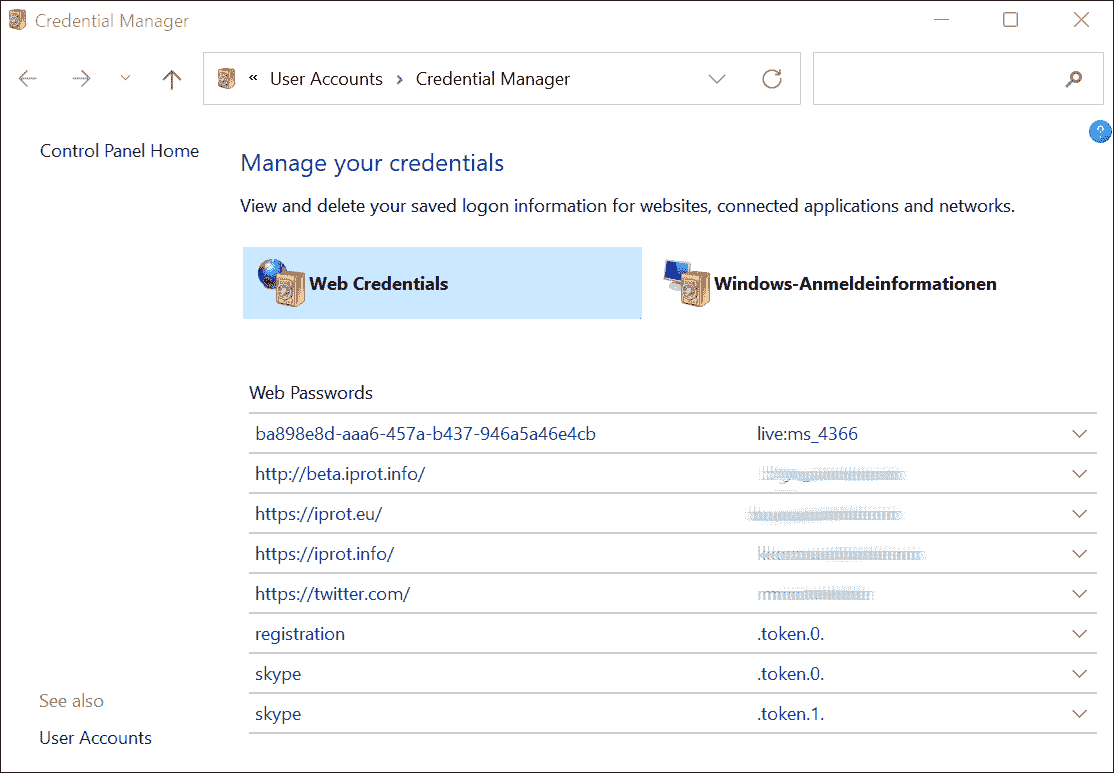 Credential Manager
« User Accounts › Credential Manager
?
Control Panel Home
Manage your credentials
View and delete your saved logon information for websites, connected applications and networks.
Web Credentials Windows-Anmeldeinformationen
Web Passwords
ba898e8d-aaa6-457a-b437-946a5a46e4cb live:ms_4366
http://beta.iprot.info/
https://iprot.eu/
https://iprot.info/
https://twitter.com/
registration .token.0.
skype .token.0.
skype .token.1.
See also
User Accounts